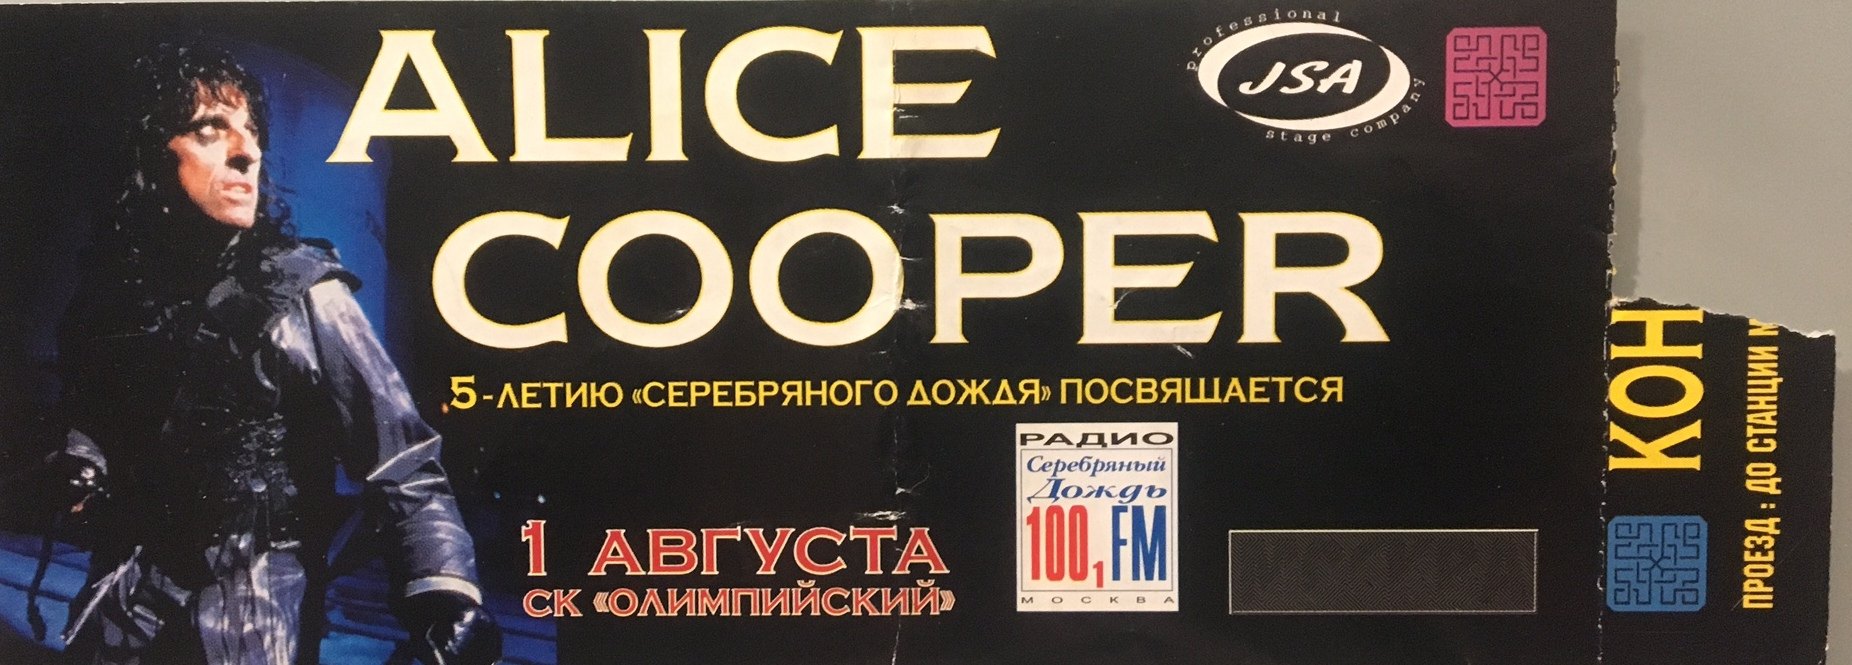 ALICE
COOPER
professional
JSA
stage company
5-ЛЕТИЮ «СЕРЕБРЯНОГО ДОЖДЯ» ПОСВЯЩАЕТСЯ
РАДИО
Серебряный
Дождь
100,1 FM
МОСКВА
1 АВГУСТА
СК «ОЛИМПИЙСКИЙ»
КОН
ПРОЕЗД : ДО СТАНЦИИ М